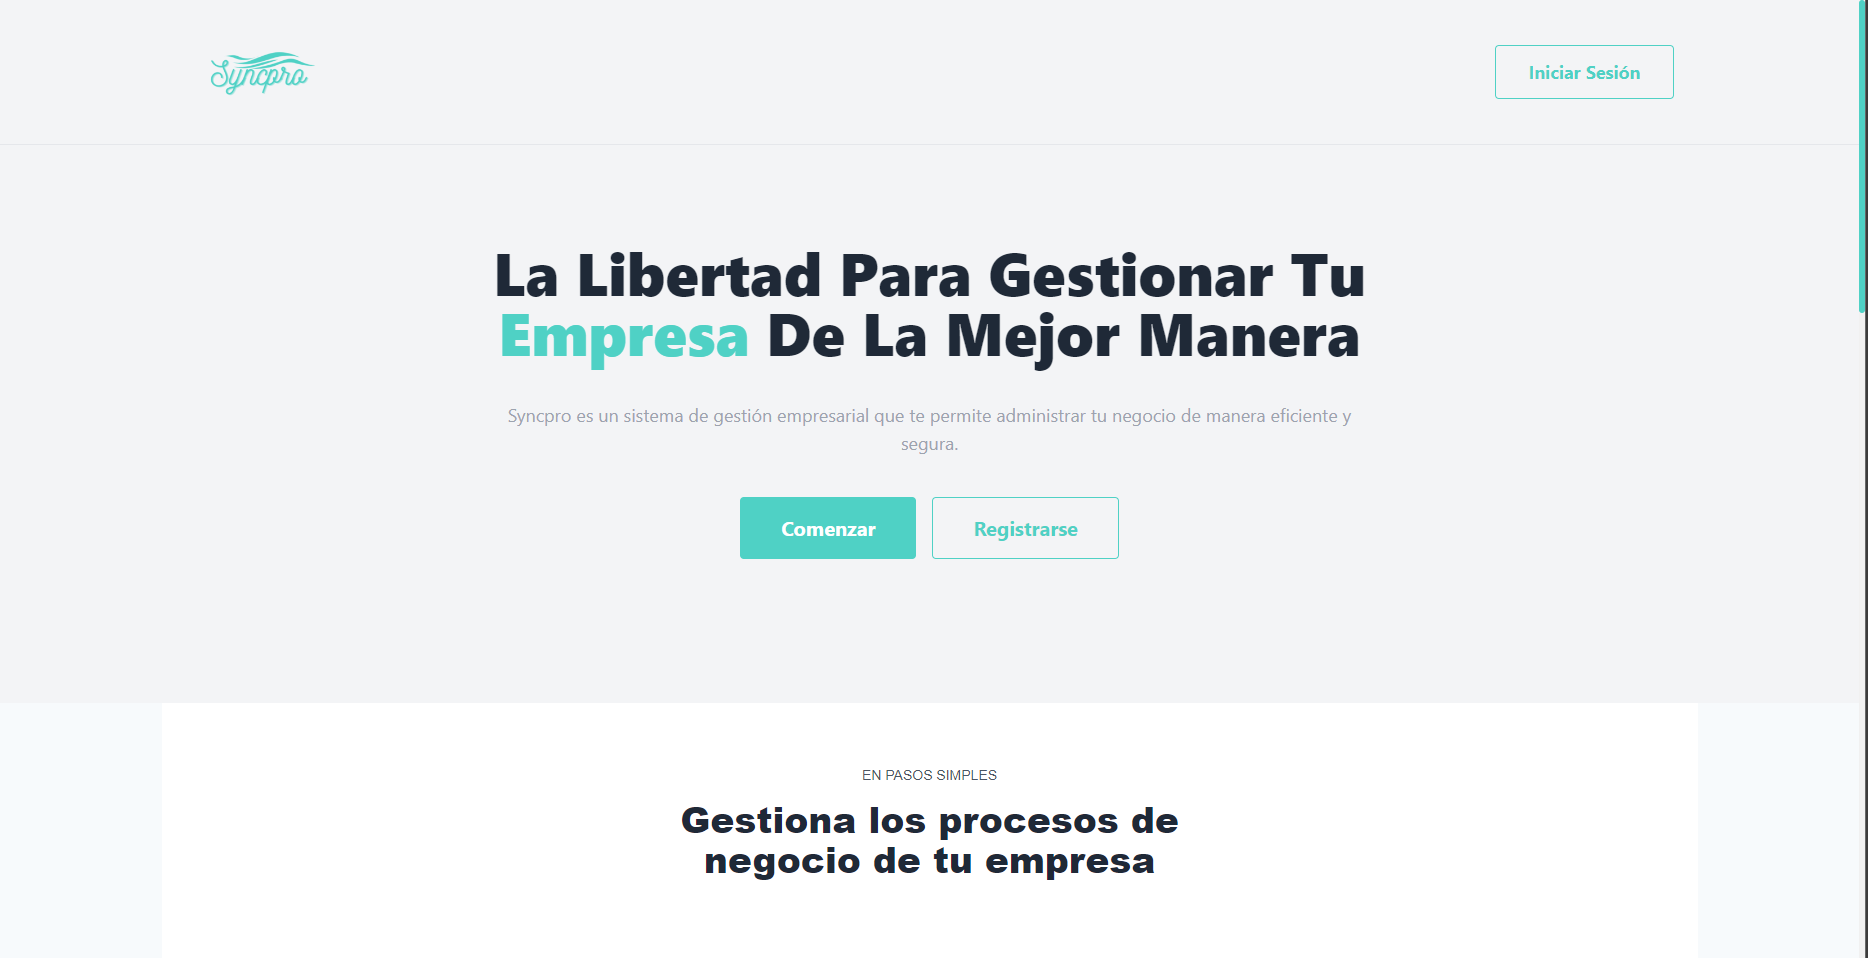 Syncpro
Iniciar Sesión
La Libertad Para Gestionar Tu
Empresa De La Mejor Manera
Syncpro es un sistema de gestión empresarial que te permite administrar tu negocio de manera eficiente y
segura.
Comenzar
Registrarse
EN PASOS SIMPLES
Gestiona los procesos de
negocio de tu empresa